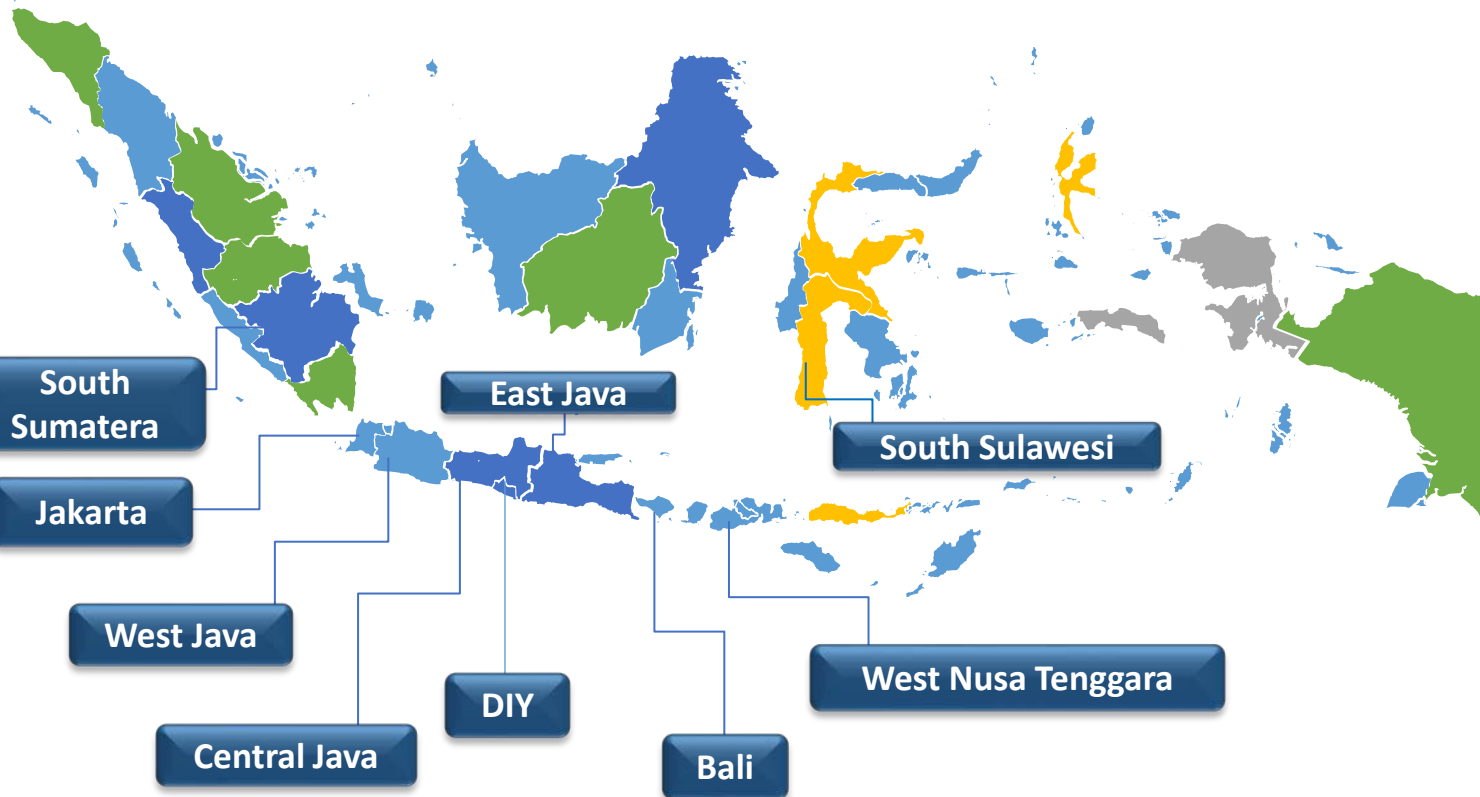 South
Sumatera
East Java
South Sulawesi
Jakarta
West Java
West Nusa Tenggara
DIY
Central Java
Bali